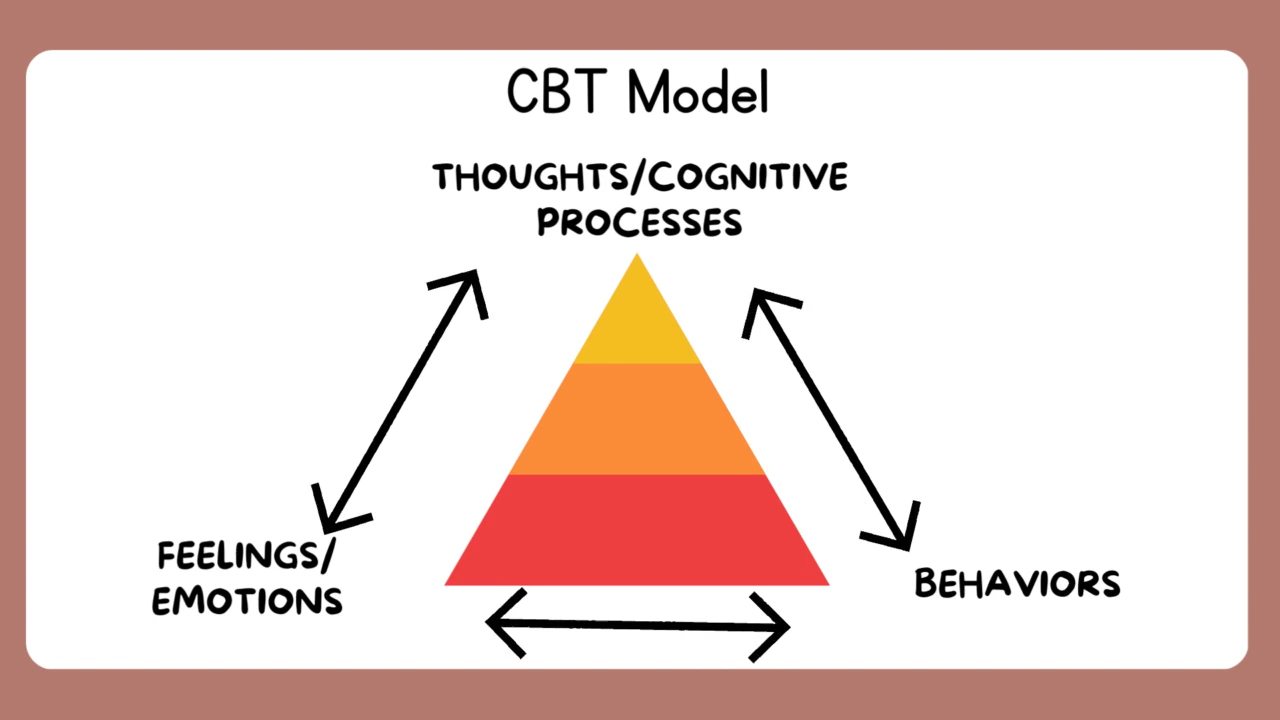 CBT Model
THOUGHTS/COGNITIVE
PROCESSES
FEELINGS/
EMOTIONS
BEHAVIORS